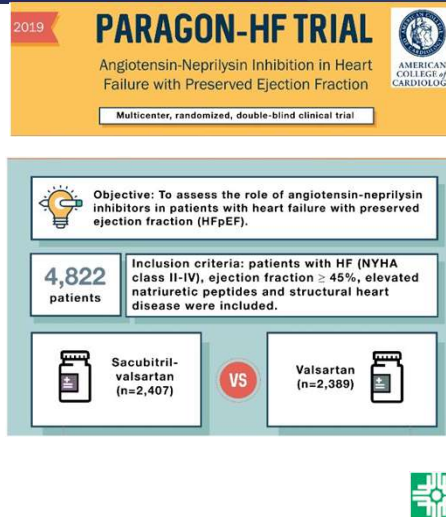 2019
PARAGON-HF TRIAL
Angiotensin-Neprilysin Inhibition in Heart
Failure with Preserved Ejection Fraction
Multicenter, randomized, double-blind clinical trial
AMERICAN
COLLEGE of
CARDIOLOG
Objective: To assess the role of angiotensin-neprilysin
inhibitors in patients with heart failure with preserved
ejection fraction (HFpEF).
4,822
patients
Inclusion criteria: patients with HF (NYHA
class II-IV), ejection fraction ≥ 45%, elevated
natriuretic peptides and structural heart
disease were included.
Sacubitril-
valsartan
(n=2,407)
VS
Valsartan
(n=2,389)